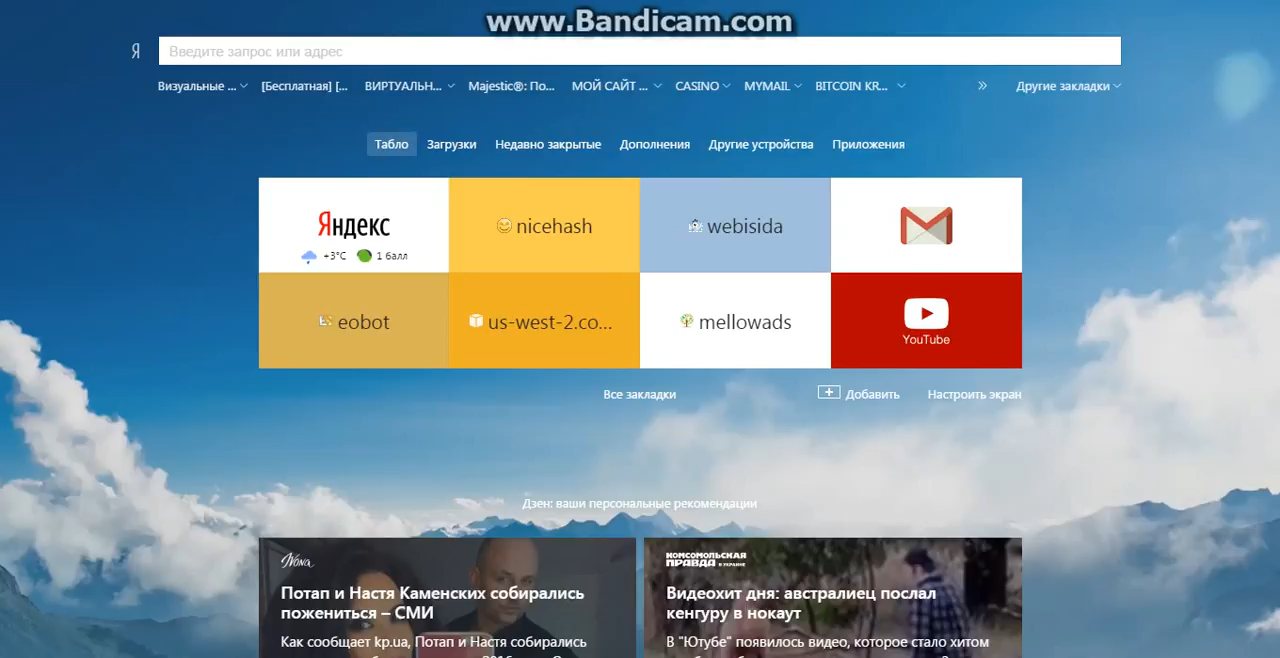 www.Bandicam.com
Я Введите запрос или адрес
Визуальные ... [Бесплатная] [... ВИРТУАЛЬН... Majestic®: По... МОЙ САЙТ ... CASINO MYMAIL BITCOIN KR... » Другие закладки
Табло Загрузки Недавно закрытые Дополнения Другие устройства Приложения
Яндекс
+3°C 1 балл
nicehash
webisida
eobot
us-west-2.co...
mellowads
YouTube
Все закладки Добавить Настроить экран
Дзен: ваши персональные рекомендации
Потап и Настя Каменских собирались
пожениться – СМИ
Как сообщает kp.ua, Потап и Настя собирались
КОМСОМОЛЬСКАЯ
ПРАВДА В УКРАИНЕ
Видеохит дня: австралиец послал
кенгуру в нокаут
В "Ютубе" появилось видео, которое стало хитом